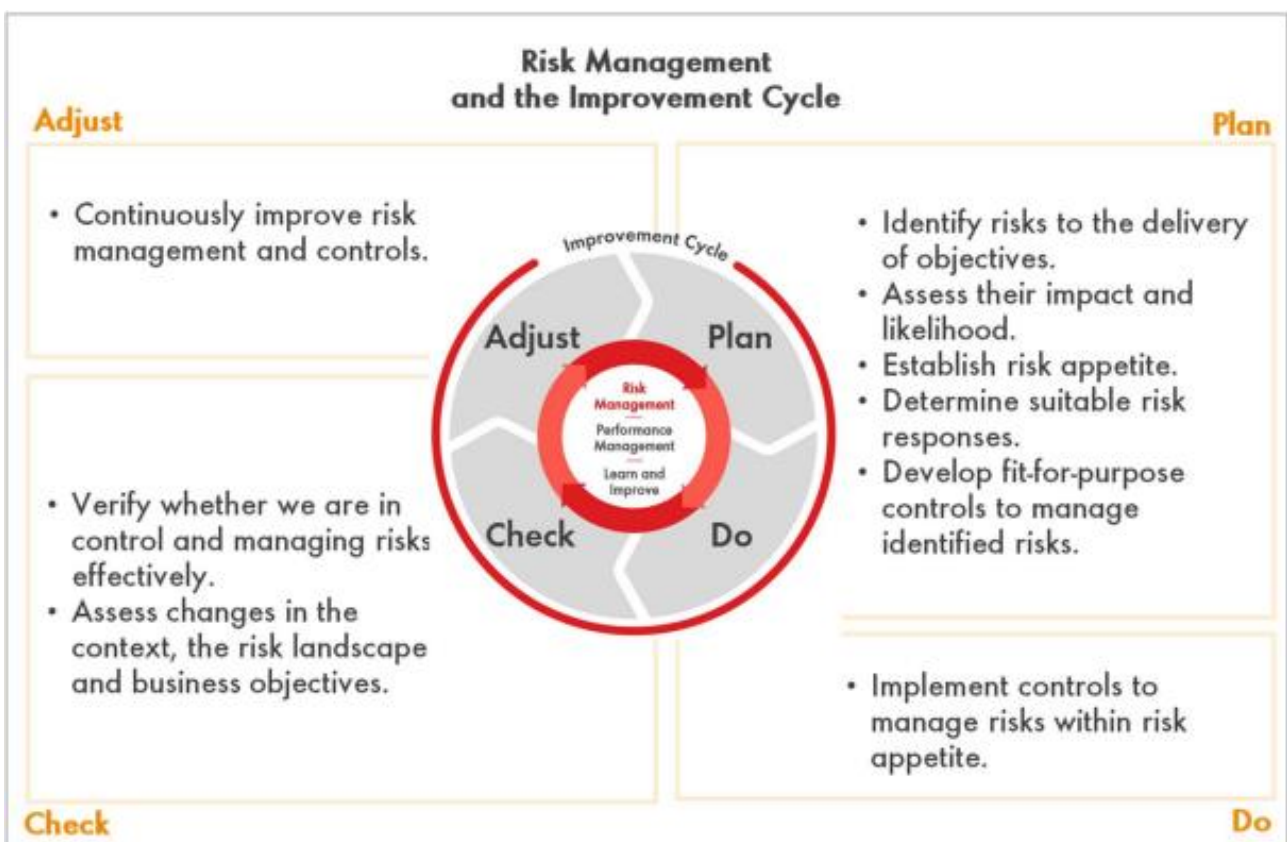 Risk Management
and the Improvement Cycle
Adjust
Plan
• Continuously improve risk
management and controls.
• Identify risks to the delivery
of objectives.
• Assess their impact and
likelihood.
• Establish risk appetite.
• Determine suitable risk
responses.
• Develop fit-for-purpose
controls to manage
identified risks.
Improvement Cycle
Adjust
Plan
Risk
Management
Performance
Management
Learn and
Improve
Check
Do
• Verify whether we are in
control and managing risks
effectively.
• Assess changes in the
context, the risk landscape
and business objectives.
• Implement controls to
manage risks within risk
appetite.
Check
Do